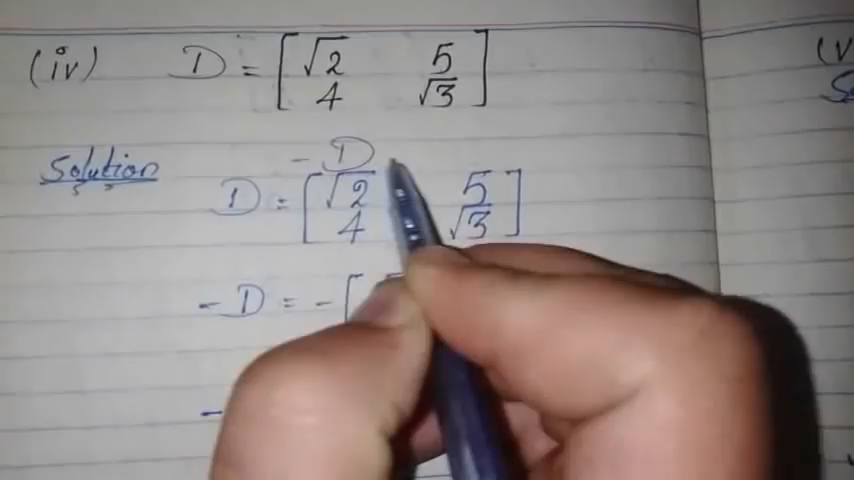 (iv) D = [√2 5
4 √3]
(v
Solution
- D
D = [√2 5
4 √3]
- D = - [
-